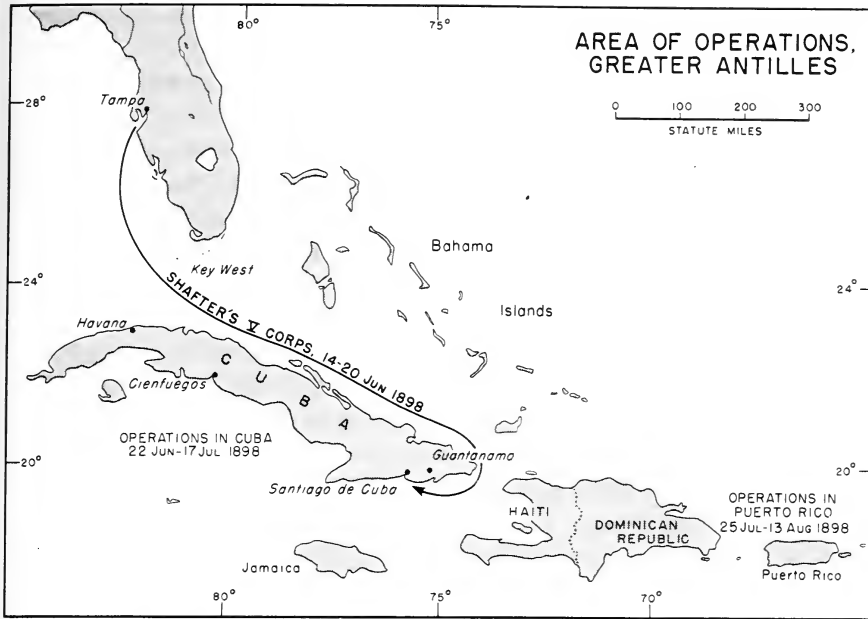 80°
75°
AREA OF OPERATIONS,
GREATER ANTILLES
0 100 200 300
STATUTE MILES
28°
Tampa
Bahama
Key West
24°
24°
Islands
SHAFTER'S V CORPS, 14-20 JUN 1898
Havana
CUBA
Cienfuegos
OPERATIONS IN CUBA
22 JUN-17 JUL 1898
Guantanama
20°
20°
Santiago de Cuba
HAITI
DOMINICAN
REPUBLIC
OPERATIONS IN
PUERTO RICO
25 JUL-13 AUG 1898
Jamaica
Puerto Rico
80°
75°
70°